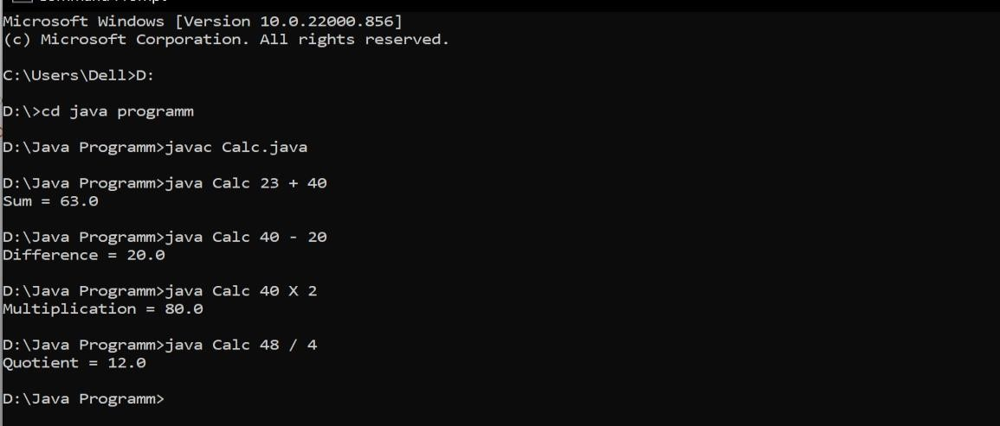 Microsoft Windows [Version 10.0.22000.856]
(c) Microsoft Corporation. All rights reserved.
C:\Users\Dell>D:
D:\>cd java programm
D:\Java Programm>javac Calc.java
D:\Java Programm>java Calc 23 + 40
Sum = 63.0
D:\Java Programm>java Calc 40 - 20
Difference = 20.0
D:\Java Programm>java Calc 40 X 2
Multiplication = 80.0
D:\Java Programm>java Calc 48 / 4
Quotient = 12.0
D:\Java Programm>